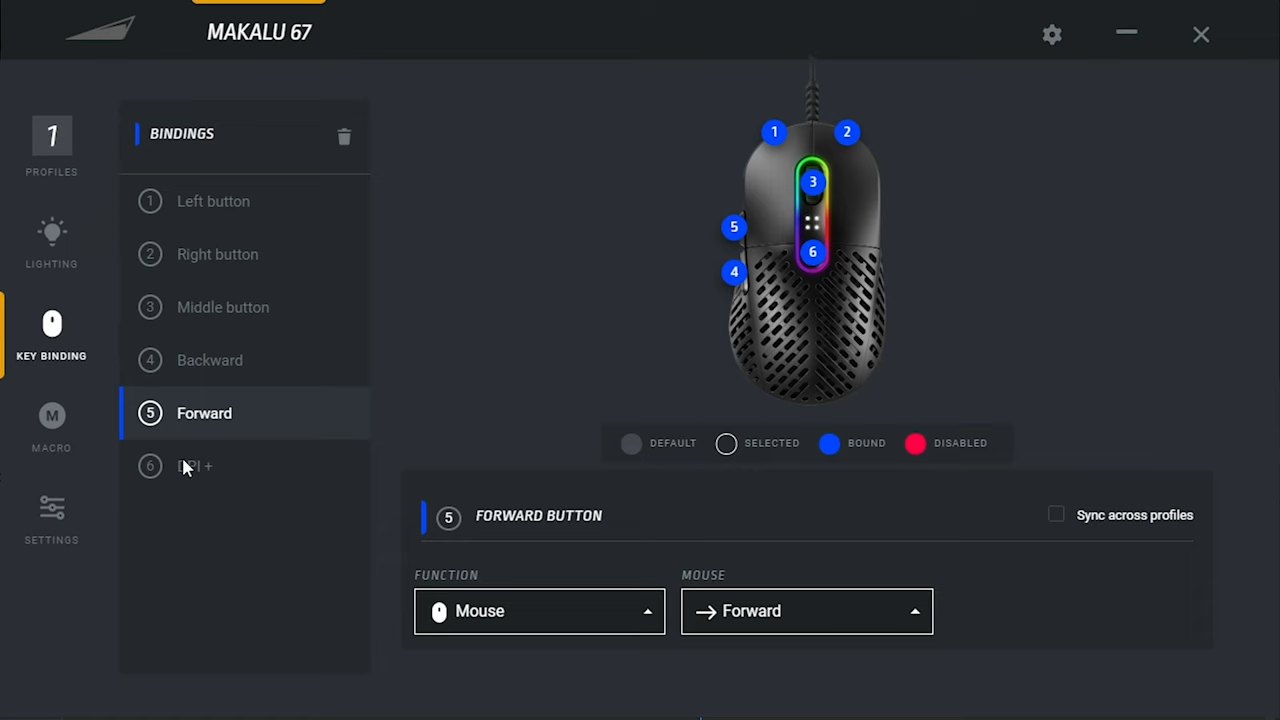 MAKALU 67
1
PROFILES
LIGHTING
KEY BINDING
M
MACRO
SETTINGS
BINDINGS
1 Left button
2 Right button
3 Middle button
4 Backward
5 Forward
6 DPI +
1 2
3
5
6
4
DEFAULT SELECTED BOUND DISABLED
5 FORWARD BUTTON
Sync across profiles
FUNCTION MOUSE
Mouse Forward